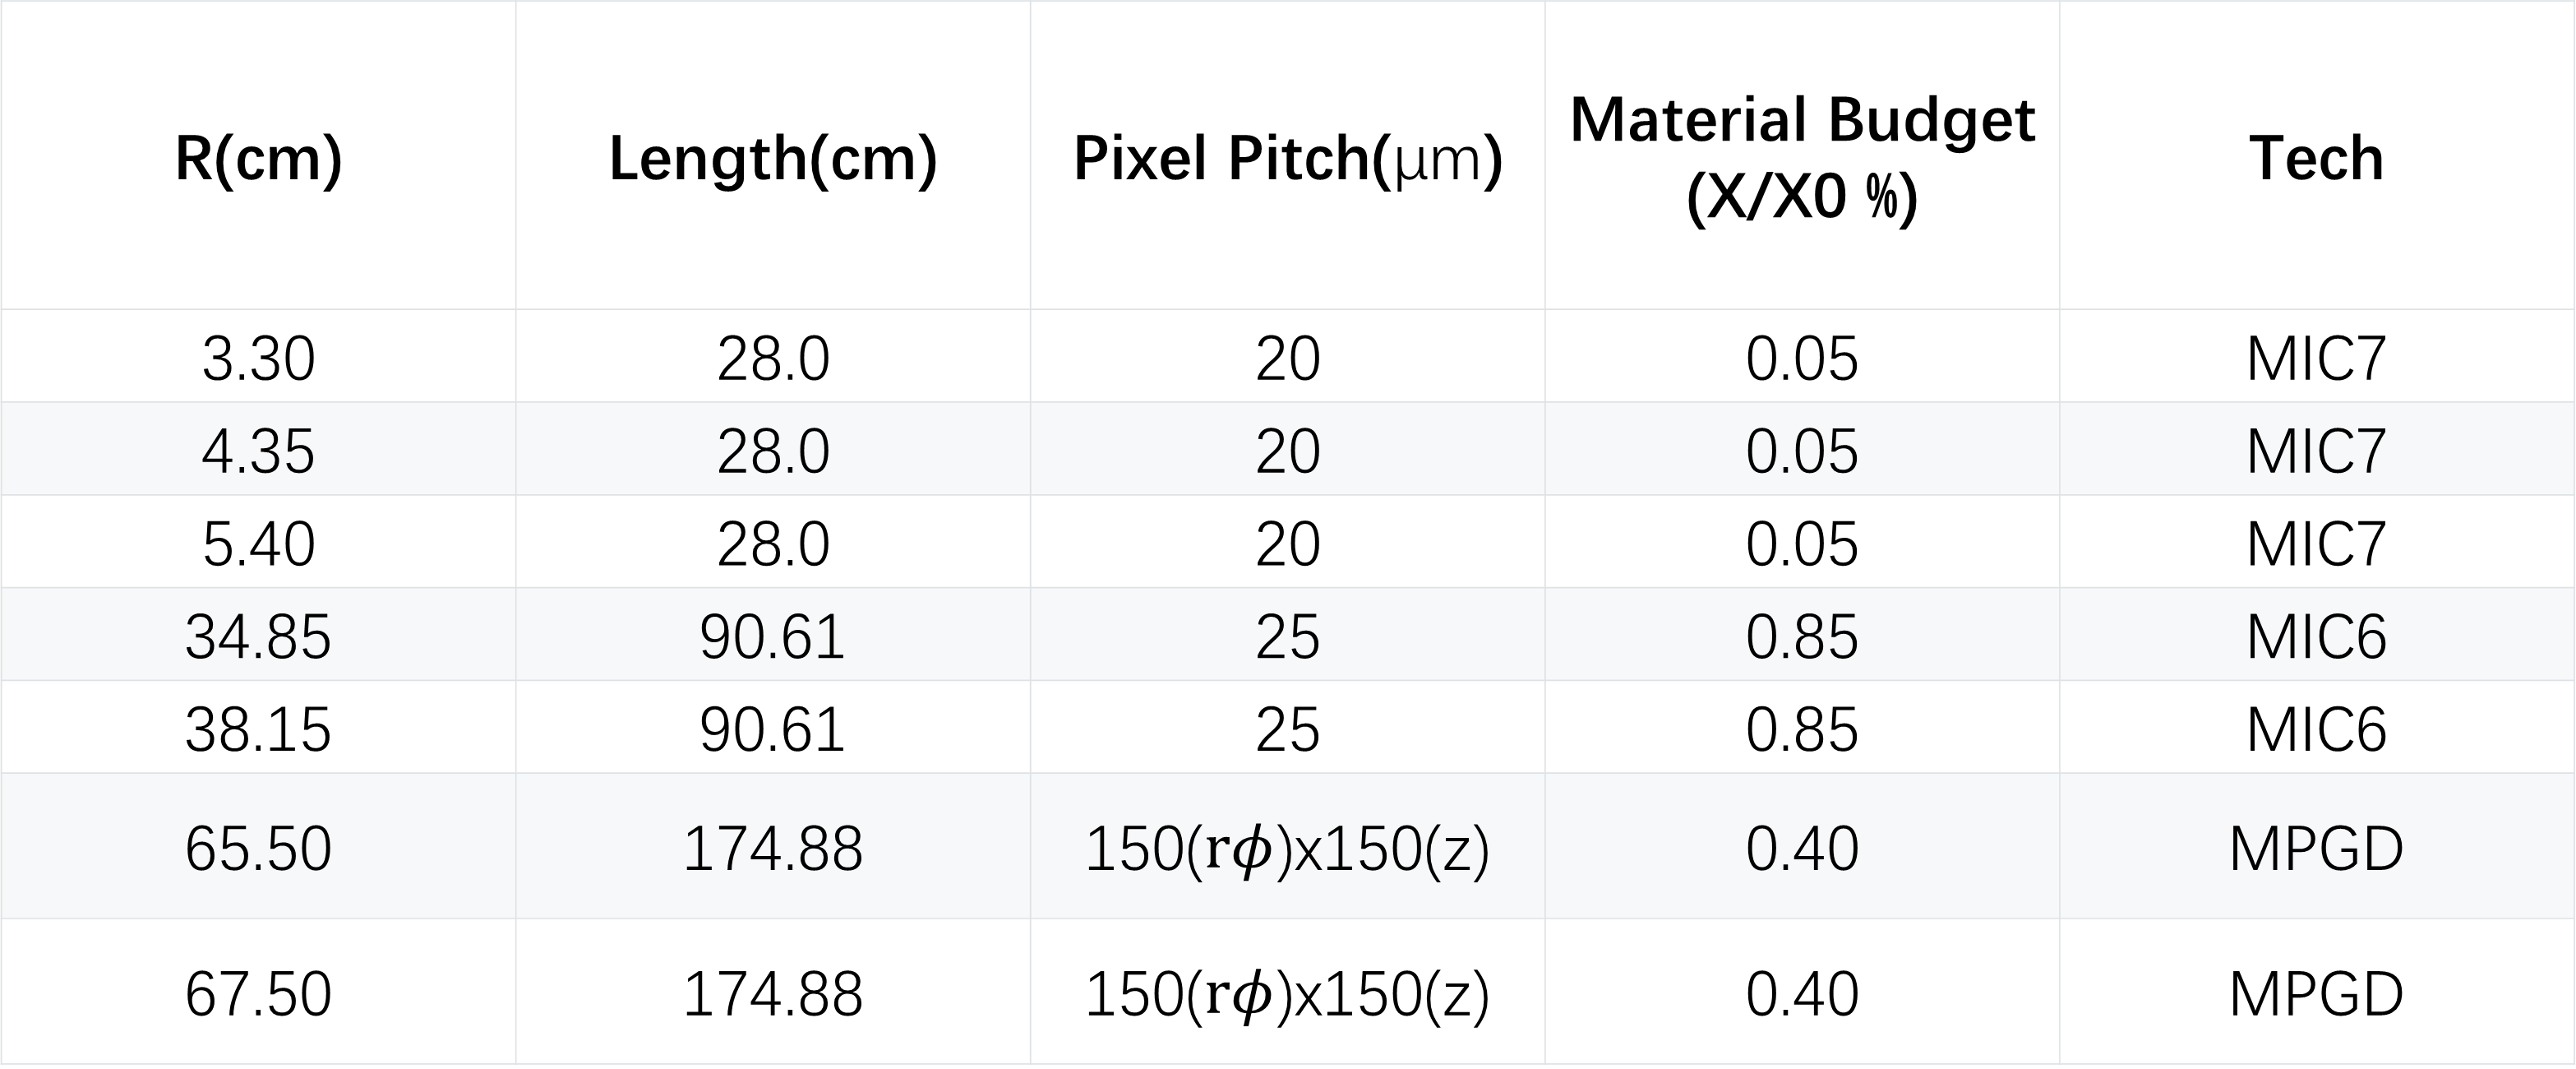 R(cm) Length(cm) Pixel Pitch(μm) Material Budget (X/X0 %) Tech
3.30 28.0 20 0.05 MIC7
4.35 28.0 20 0.05 MIC7
5.40 28.0 20 0.05 MIC7
34.85 90.61 25 0.85 MIC6
38.15 90.61 25 0.85 MIC6
65.50 174.88 150(rϕ)x150(z) 0.40 MPGD
67.50 174.88 150(rϕ)x150(z) 0.40 MPGD